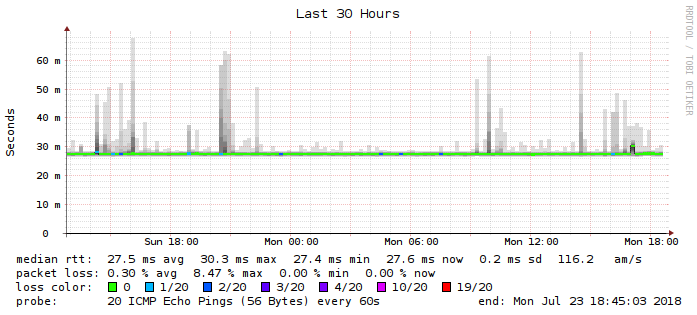 Last 30 Hours
RRDTOOL / TOBI OETIKER
Seconds
60 m
50 m
40 m
30 m
20 m
10 m
0
Sun 18:00 Mon 00:00 Mon 06:00 Mon 12:00 Mon 18:00
median rtt: 27.5 ms avg 30.3 ms max 27.4 ms min 27.6 ms now 0.2 ms sd 116.2 am/s
packet loss: 0.30 % avg 8.47 % max 0.00 % min 0.00 % now
loss color: 0 1/20 2/20 3/20 4/20 10/20 19/20
probe: 20 ICMP Echo Pings (56 Bytes) every 60s end: Mon Jul 23 18:45:03 2018